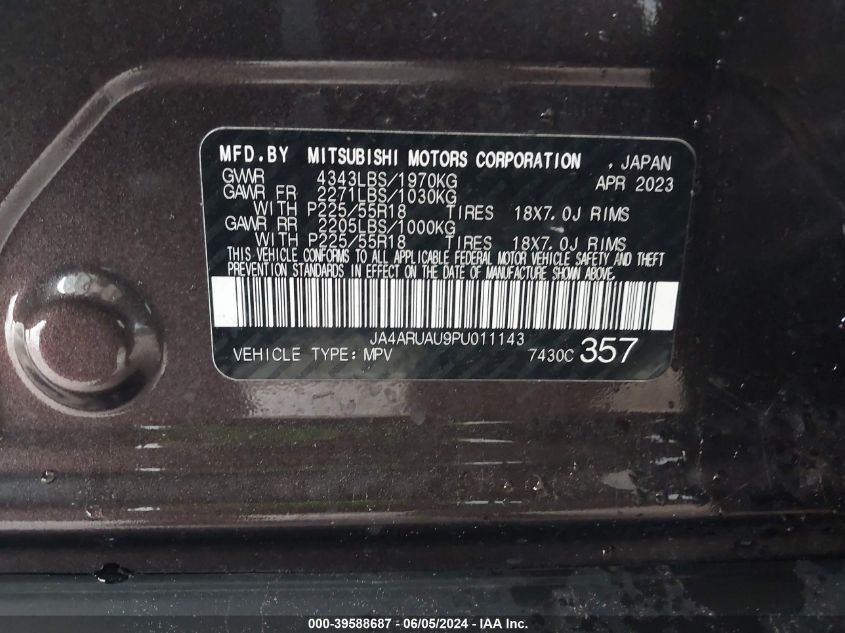 MFD.BY MITSUBISHI MOTORS CORPORATION , JAPAN
GVWR 4343LBS/1970KG APR 2023
GAWR FR 2271LBS/1030KG
WITH P225/55R18 TIRES 18X7.0J RIMS
GAWR RR 2205LBS/1000KG
WITH P225/55R18 TIRES 18X7.0J RIMS
THIS VEHICLE CONFORMS TO ALL APPLICABLE FEDERAL MOTOR VEHICLE SAFETY AND THEFT
PREVENTION STANDARDS IN EFFECT ON THE DATE OF MANUFACTURE SHOWN ABOVE.
JA4ARUAU9PU011143
VEHICLE TYPE: MPV 7430C 357
000-39588687 - 06/05/2024 - IAA Inc.